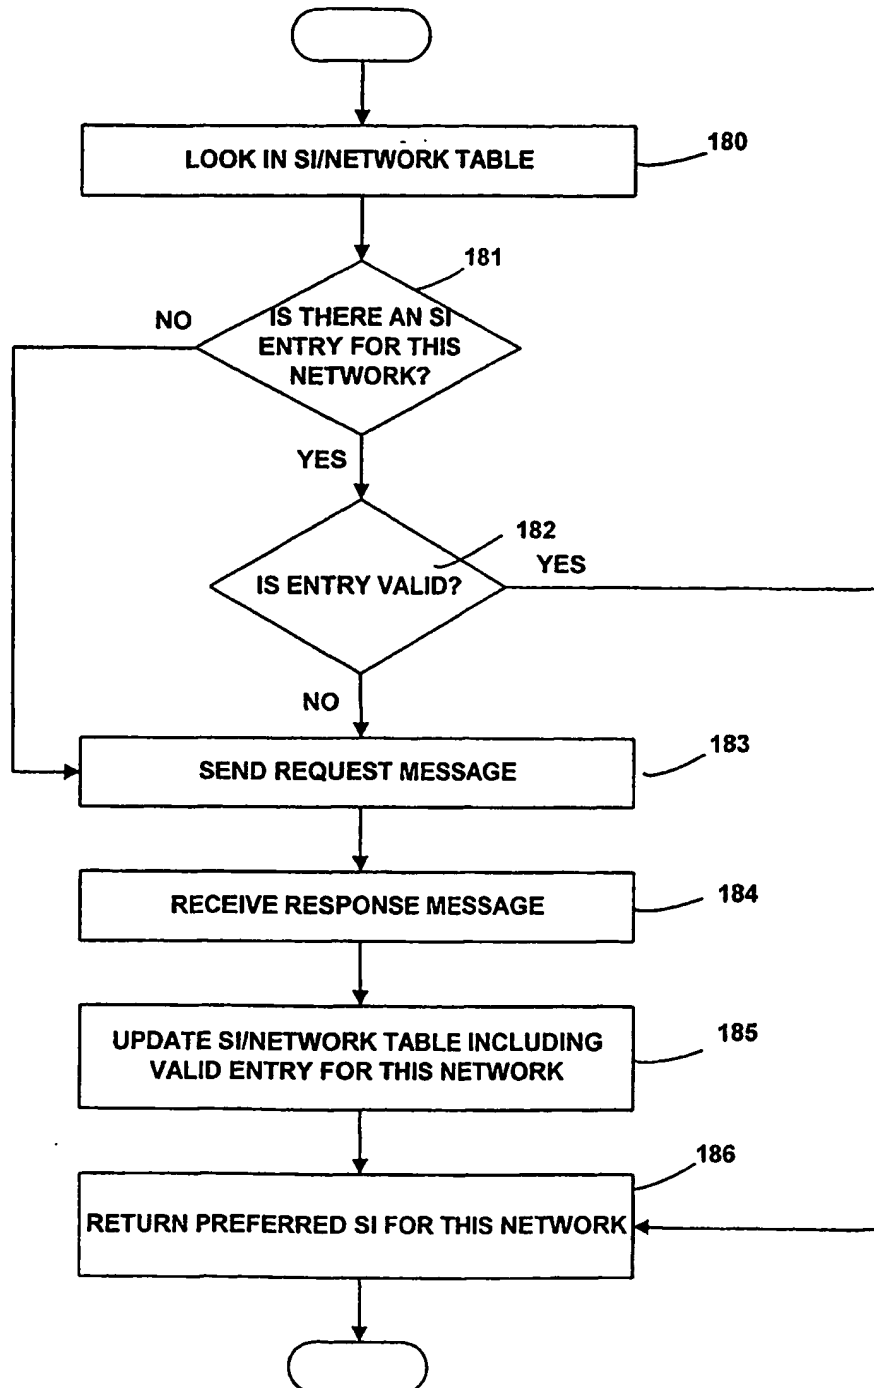 LOOK IN SI/NETWORK TABLE
180
181
NO
IS THERE AN SI
ENTRY FOR THIS
NETWORK?
YES
182
YES
IS ENTRY VALID?
NO
183
SEND REQUEST MESSAGE
184
RECEIVE RESPONSE MESSAGE
185
UPDATE SI/NETWORK TABLE INCLUDING
VALID ENTRY FOR THIS NETWORK
186
RETURN PREFERRED SI FOR THIS NETWORK